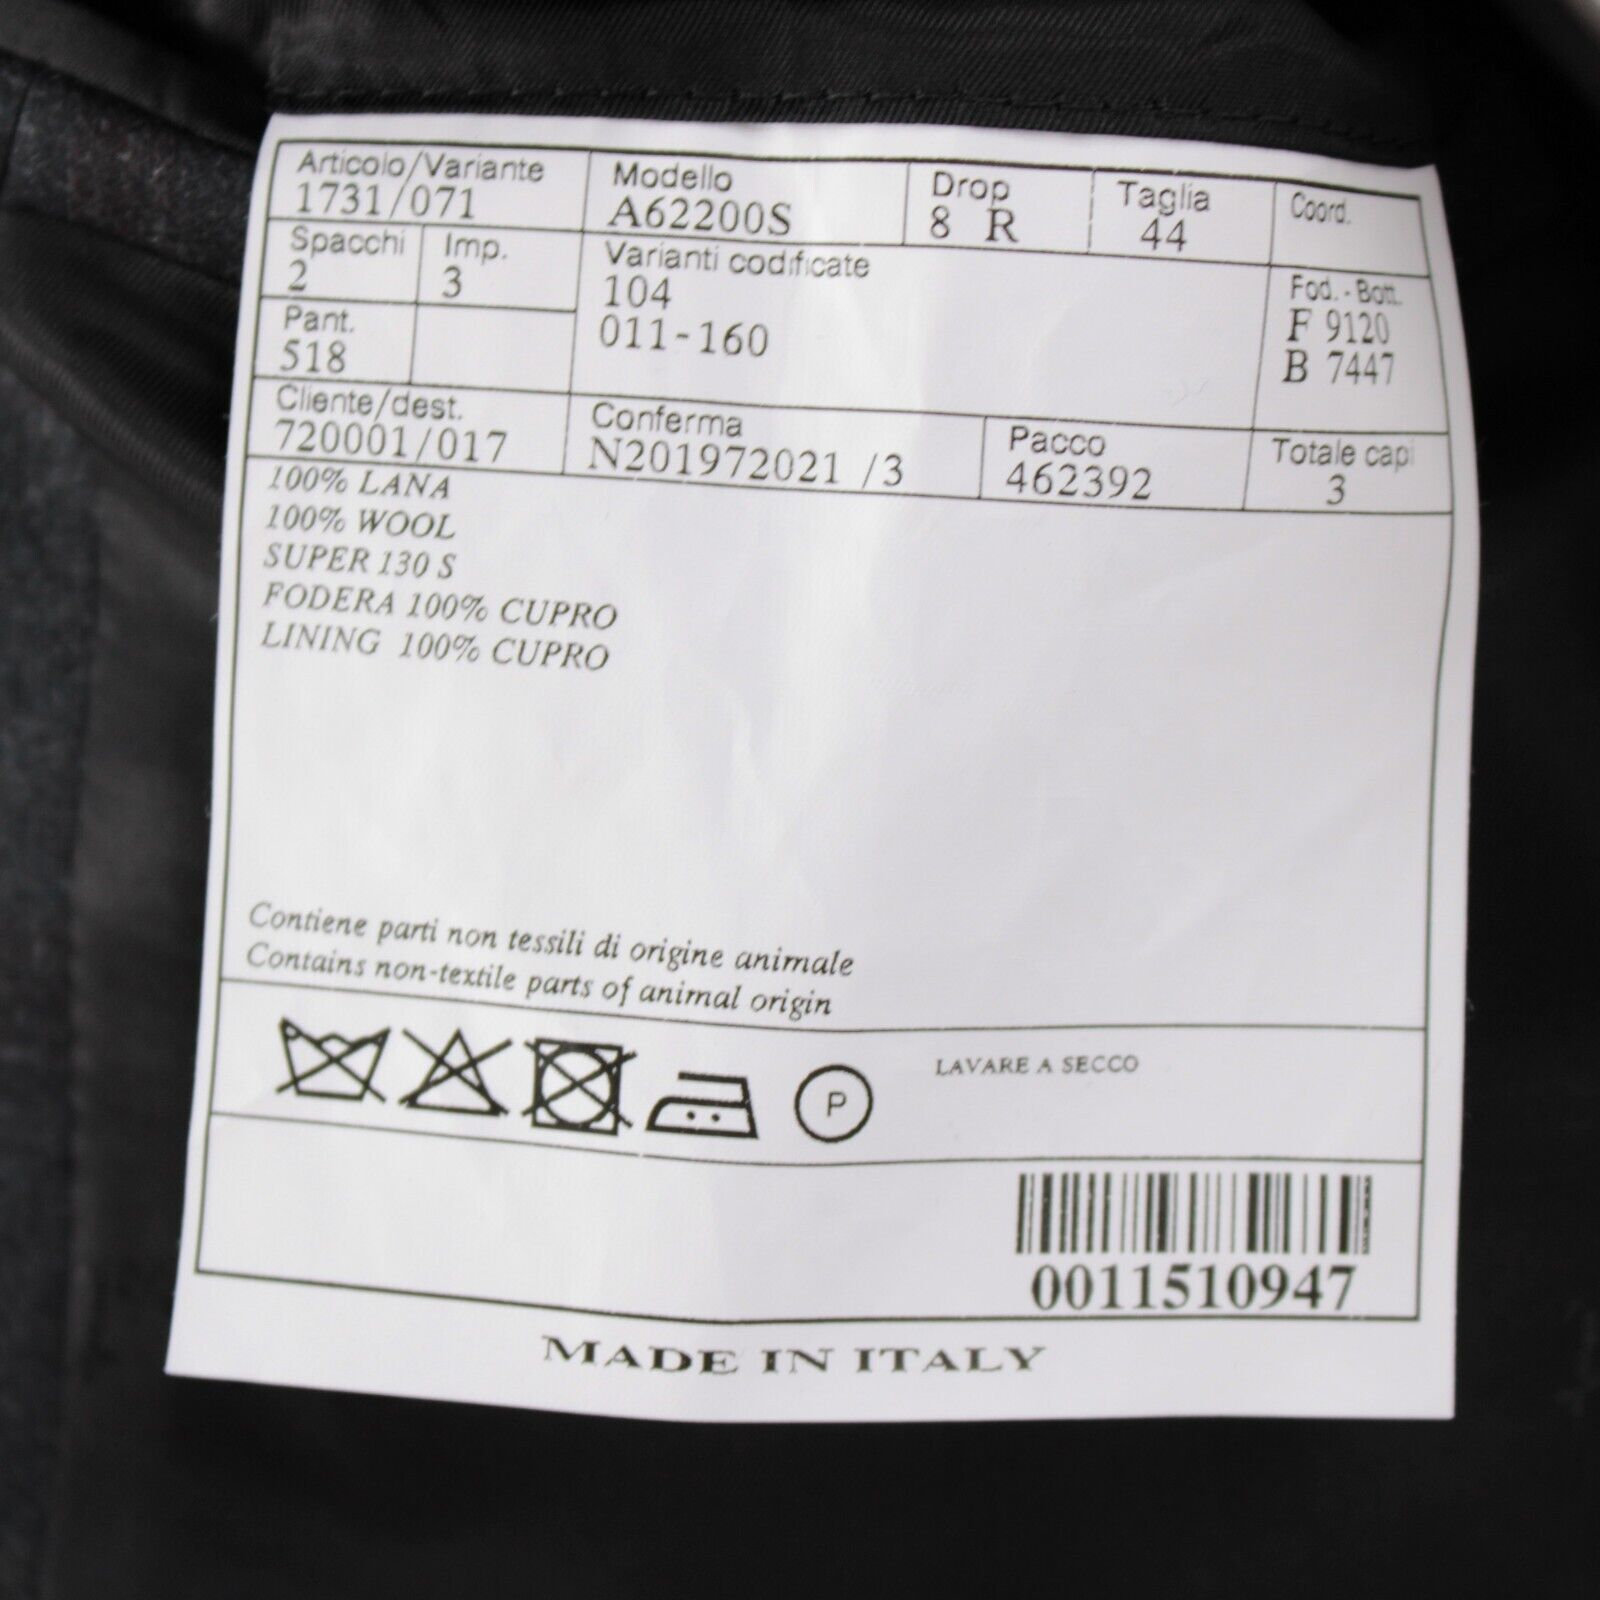 Articolo/Variante Modello Drop Taglia Coord.
1731/071 A62200S 8 R 44
Spacchi Imp. Varianti codificate Fod. - Bott.
2 3 104 F 9120
Pant. 011-160 B 7447
518
Cliente/dest. Conferma Pacco Totale capi
720001/017 N201972021 /3 462392 3
100% LANA
100% WOOL
SUPER 130 S
FODERA 100% CUPRO
LINING 100% CUPRO
Contiene parti non tessili di origine animale
Contains non-textile parts of animal origin
P LAVARE A SECCO
0011510947
MADE IN ITALY